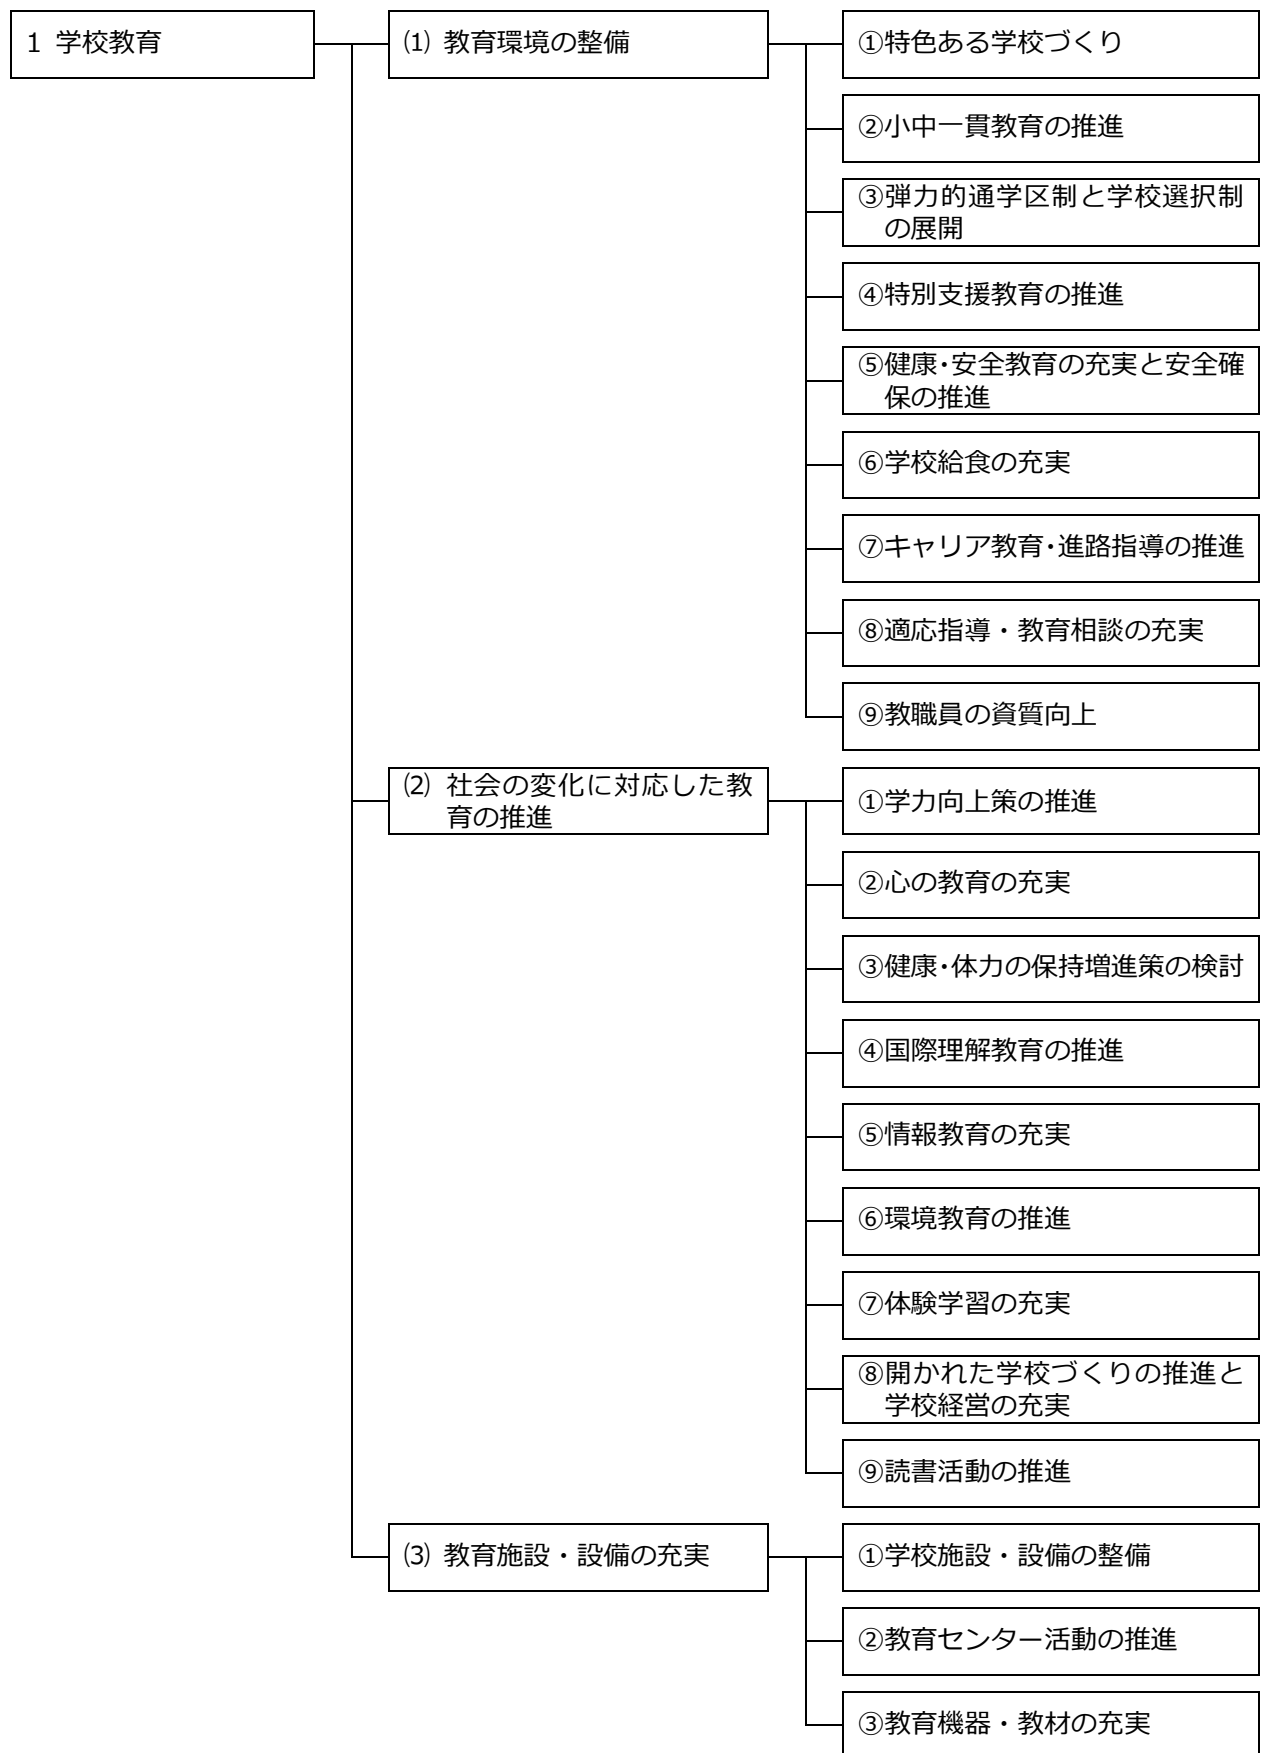 1 学校教育
⑴ 教育環境の整備
①特色ある学校づくり
②小中一貫教育の推進
③弾力的通学区制と学校選択制
の展開
④特別支援教育の推進
⑤健康･安全教育の充実と安全確
保の推進
⑥学校給食の充実
⑦キャリア教育･進路指導の推進
⑧適応指導・教育相談の充実
⑨教職員の資質向上
⑵ 社会の変化に対応した教
育の推進
①学力向上策の推進
②心の教育の充実
③健康･体力の保持増進策の検討
④国際理解教育の推進
⑤情報教育の充実
⑥環境教育の推進
⑦体験学習の充実
⑧開かれた学校づくりの推進と
学校経営の充実
⑨読書活動の推進
⑶ 教育施設・設備の充実
①学校施設・設備の整備
②教育センター活動の推進
③教育機器・教材の充実